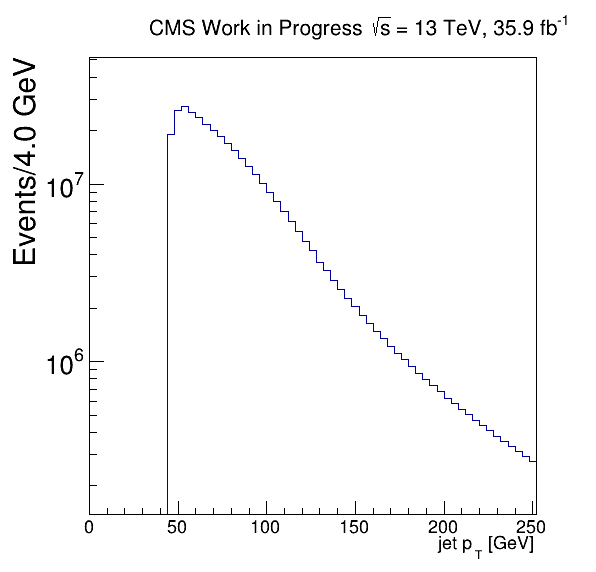 CMS Work in Progress √s = 13 TeV, 35.9 fb⁻¹
Events/4.0 GeV
10⁷
10⁶
0 50 100 150 200 250
jet p_T [GeV]